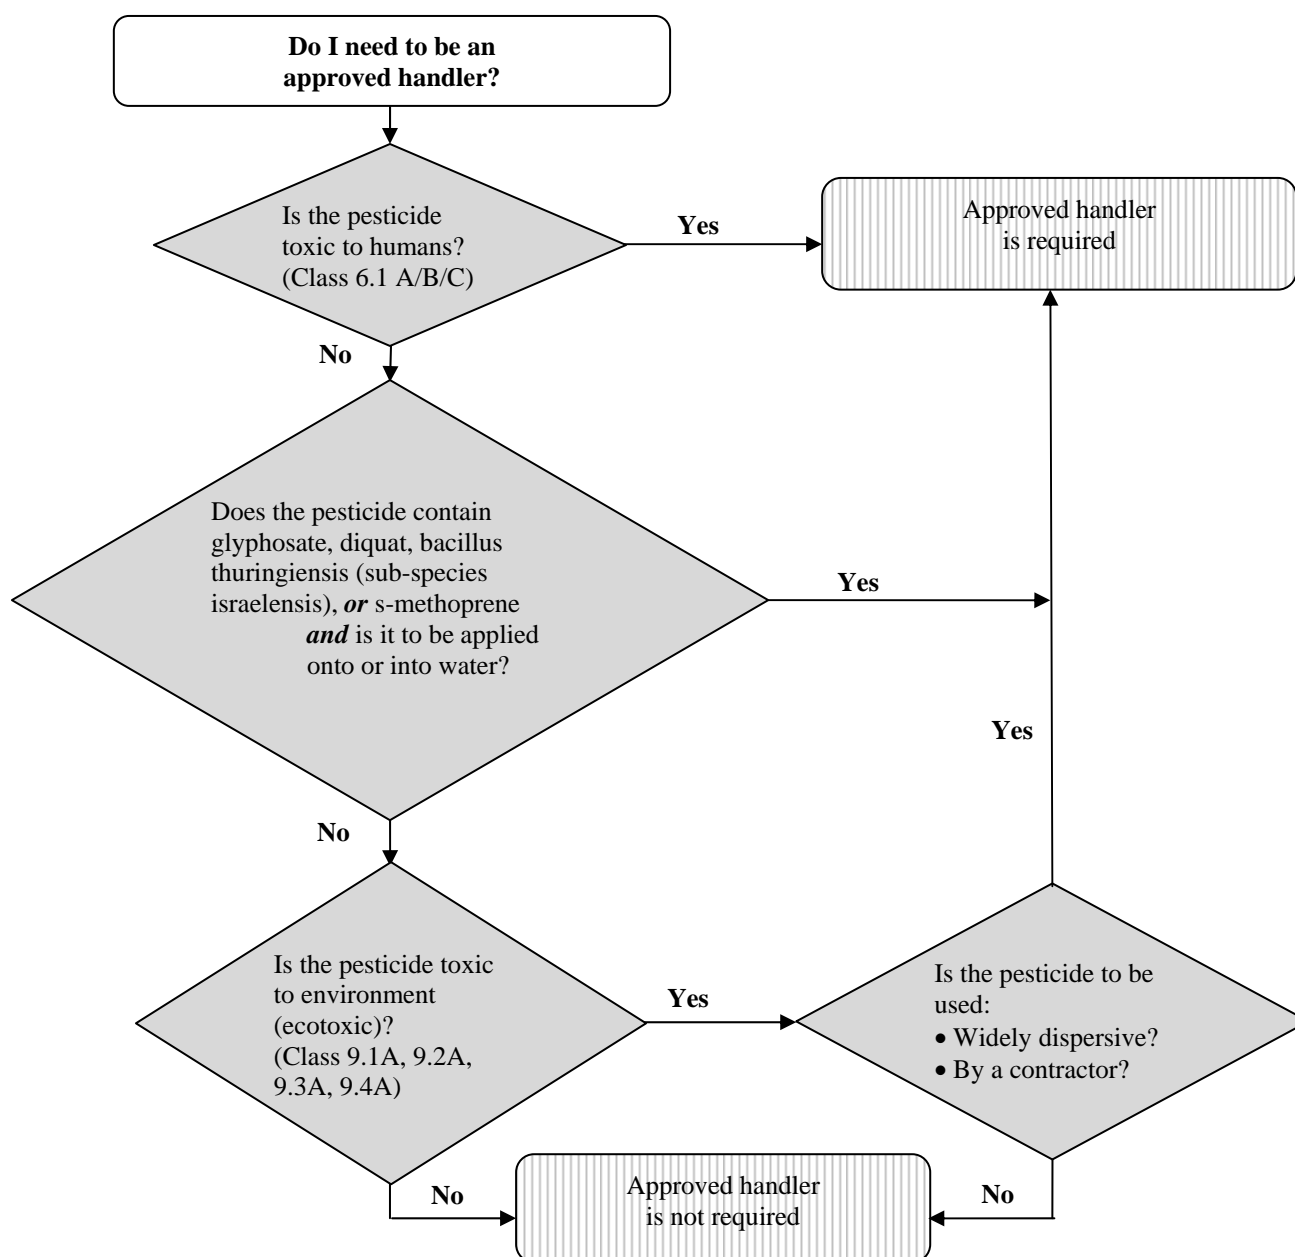 Do I need to be an
approved handler?
Is the pesticide
toxic to humans?
(Class 6.1 A/B/C)
Yes
Approved handler
is required
No
Does the pesticide contain
glyphosate, diquat, bacillus
thuringiensis (sub-species
israelensis), or s-methoprene
and is it to be applied
onto or into water?
Yes
Yes
No
Is the pesticide toxic
to environment
(ecotoxic)?
(Class 9.1A, 9.2A,
9.3A, 9.4A)
Yes
Is the pesticide to be
used:
• Widely dispersive?
• By a contractor?
No
Approved handler
is not required
No